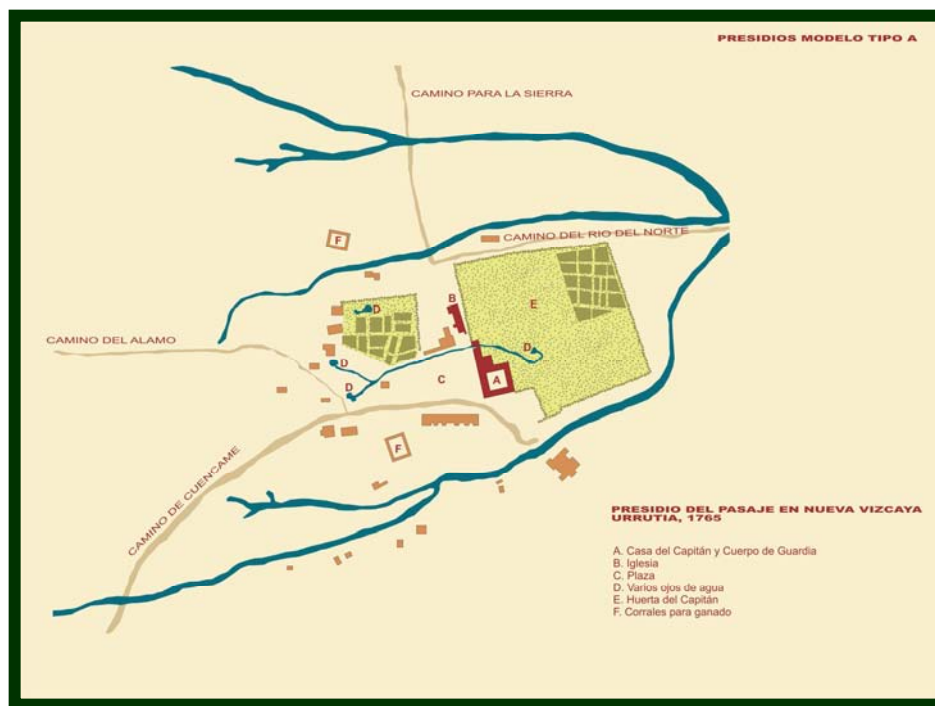 PRESIDIOS MODELO TIPO A
CAMINO PARA LA SIERRA
CAMINO DEL RIO DEL NORTE
F
B
E
D
CAMINO DEL ALAMO
D
D
D
C
A
F
CAMINO DE CUENCAME
PRESIDIO DEL PASAJE EN NUEVA VIZCAYA
URRUTIA, 1765
A. Casa del Capitán y Cuerpo de Guardia
B. Iglesia
C. Plaza
D. Varios ojos de agua
E. Huerta del Capitán
F. Corrales para ganado